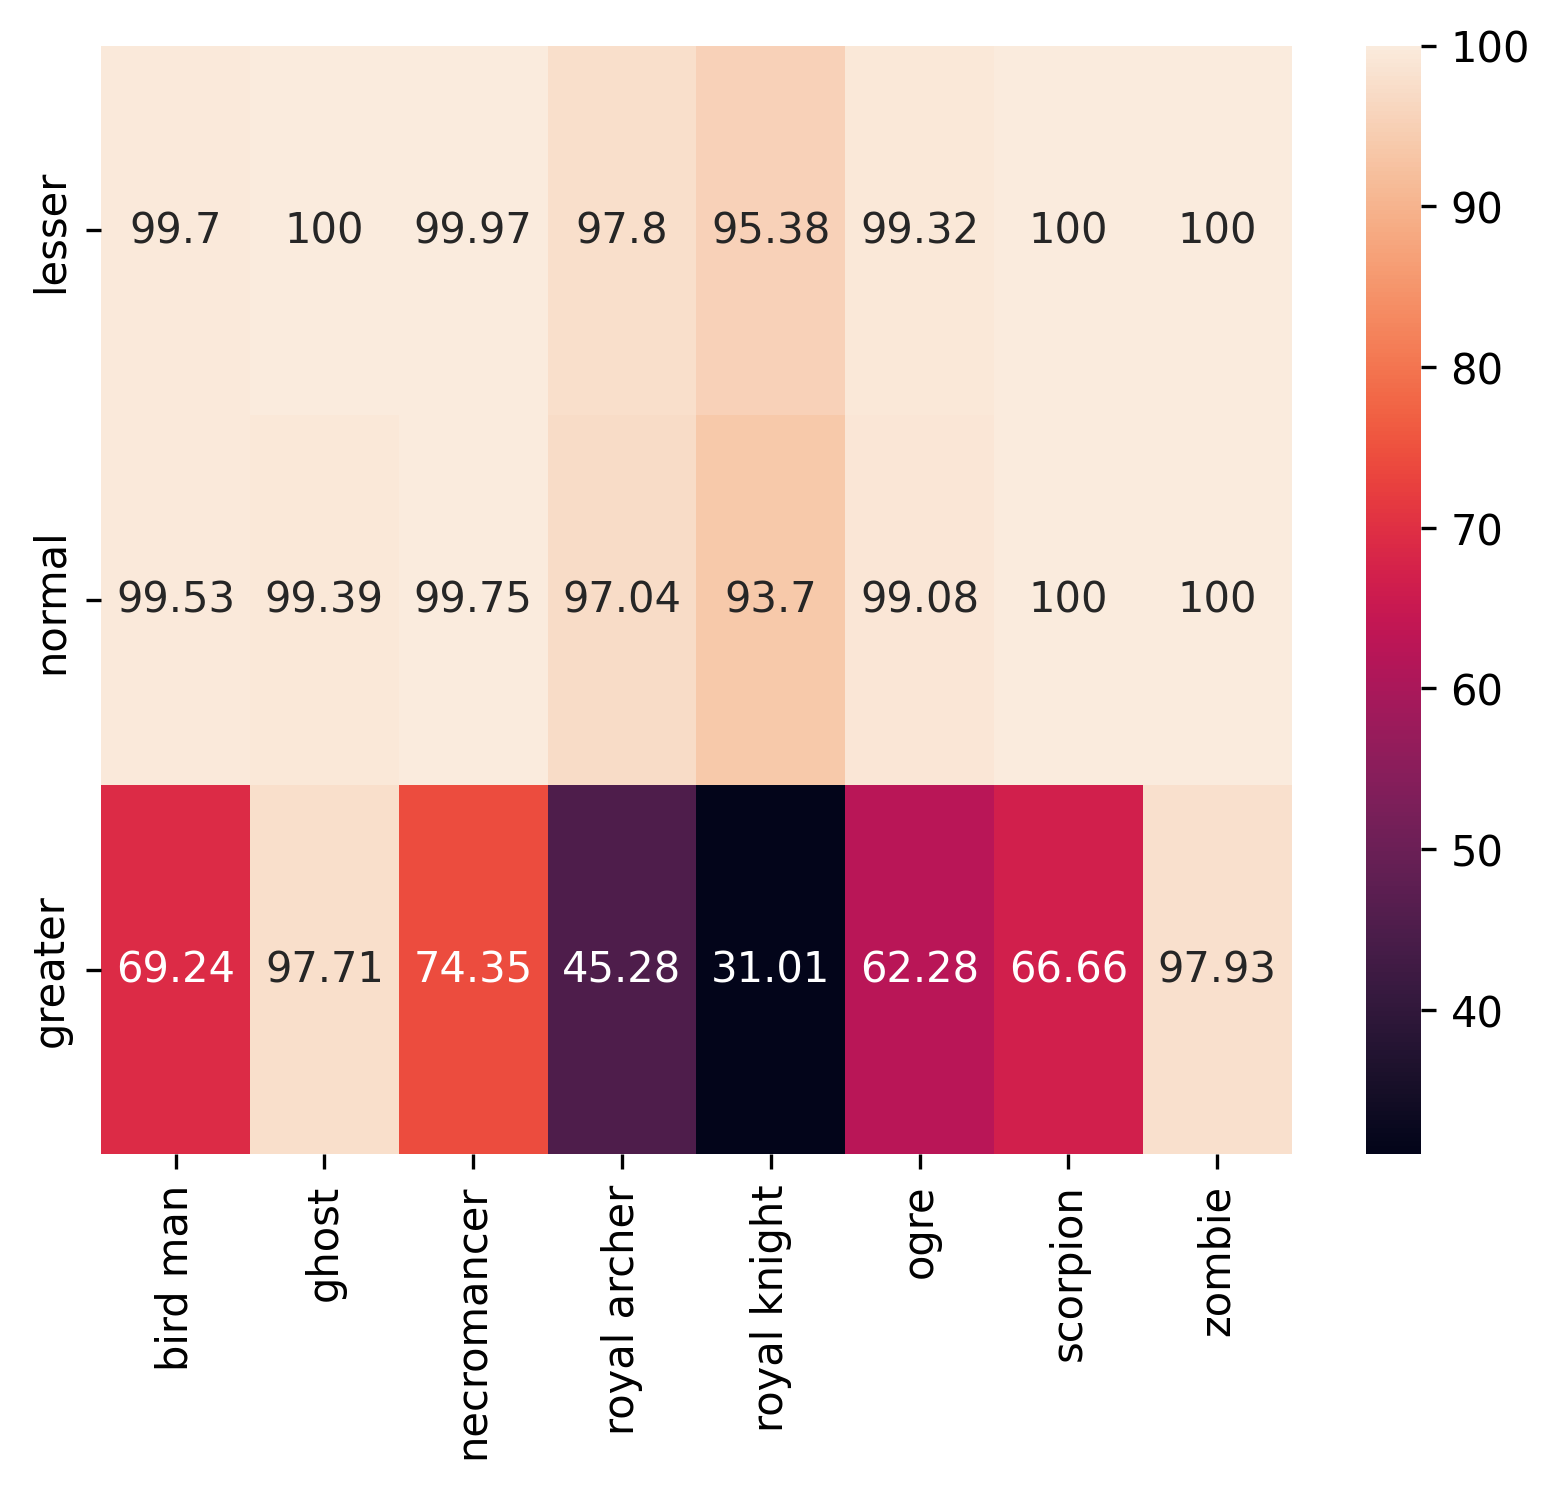 100
90
80
70
60
50
40
lesser
99.7 100 99.97 97.8 95.38 99.32 100 100
normal
99.53 99.39 99.75 97.04 93.7 99.08 100 100
greater
69.24 97.71 74.35 45.28 31.01 62.28 66.66 97.93
bird man
ghost
necromancer
royal archer
royal knight
ogre
scorpion
zombie